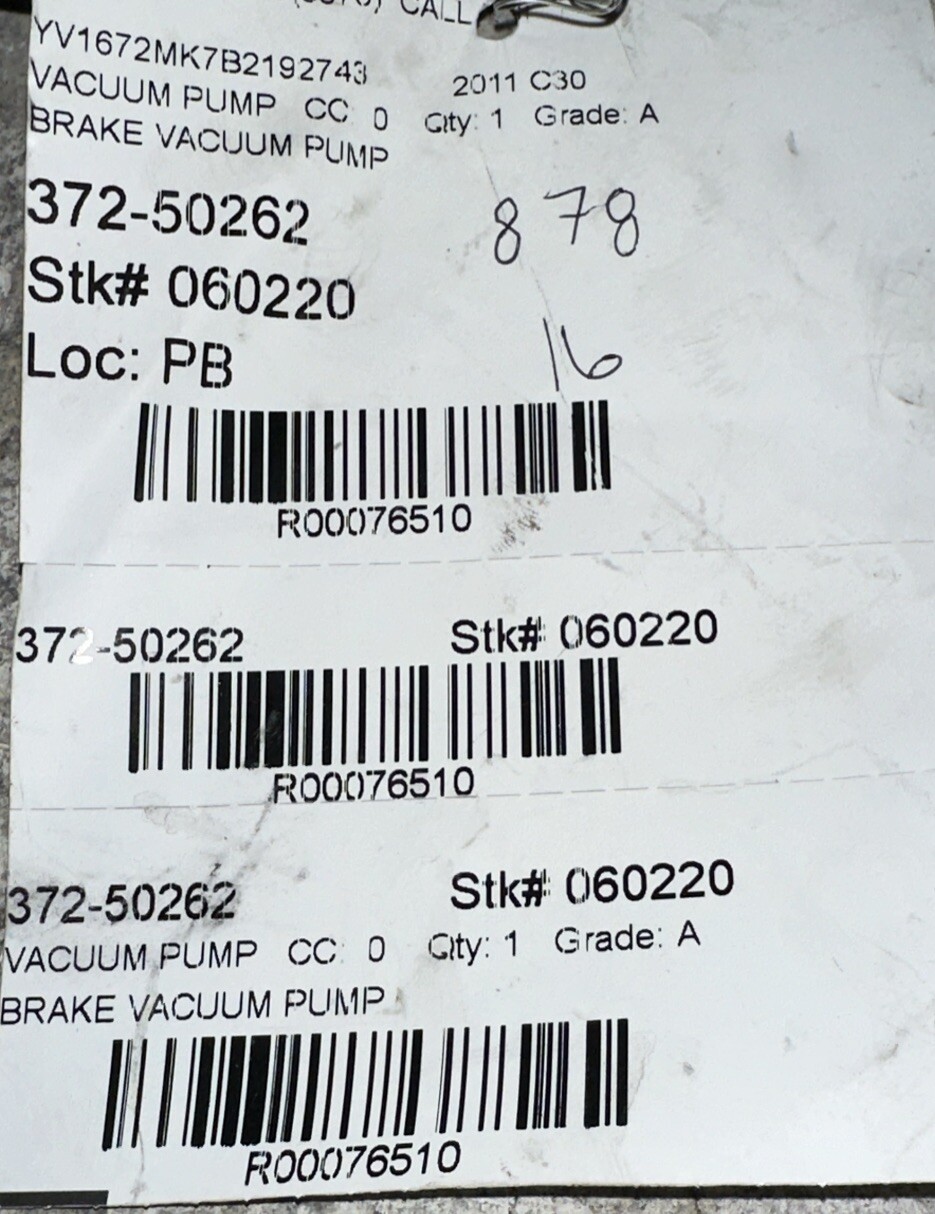 CALL
YV1672MK7B2192743 2011 C30
VACUUM PUMP CC: 0 Qty: 1 Grade: A
BRAKE VACUUM PUMP
372-50262 878
Stk# 060220
Loc: PB 16
R00076510
372-50262 Stk# 060220
R00076510
372-50262 Stk# 060220
VACUUM PUMP CC: 0 Qty: 1 Grade: A
BRAKE VACUUM PUMP
R00076510